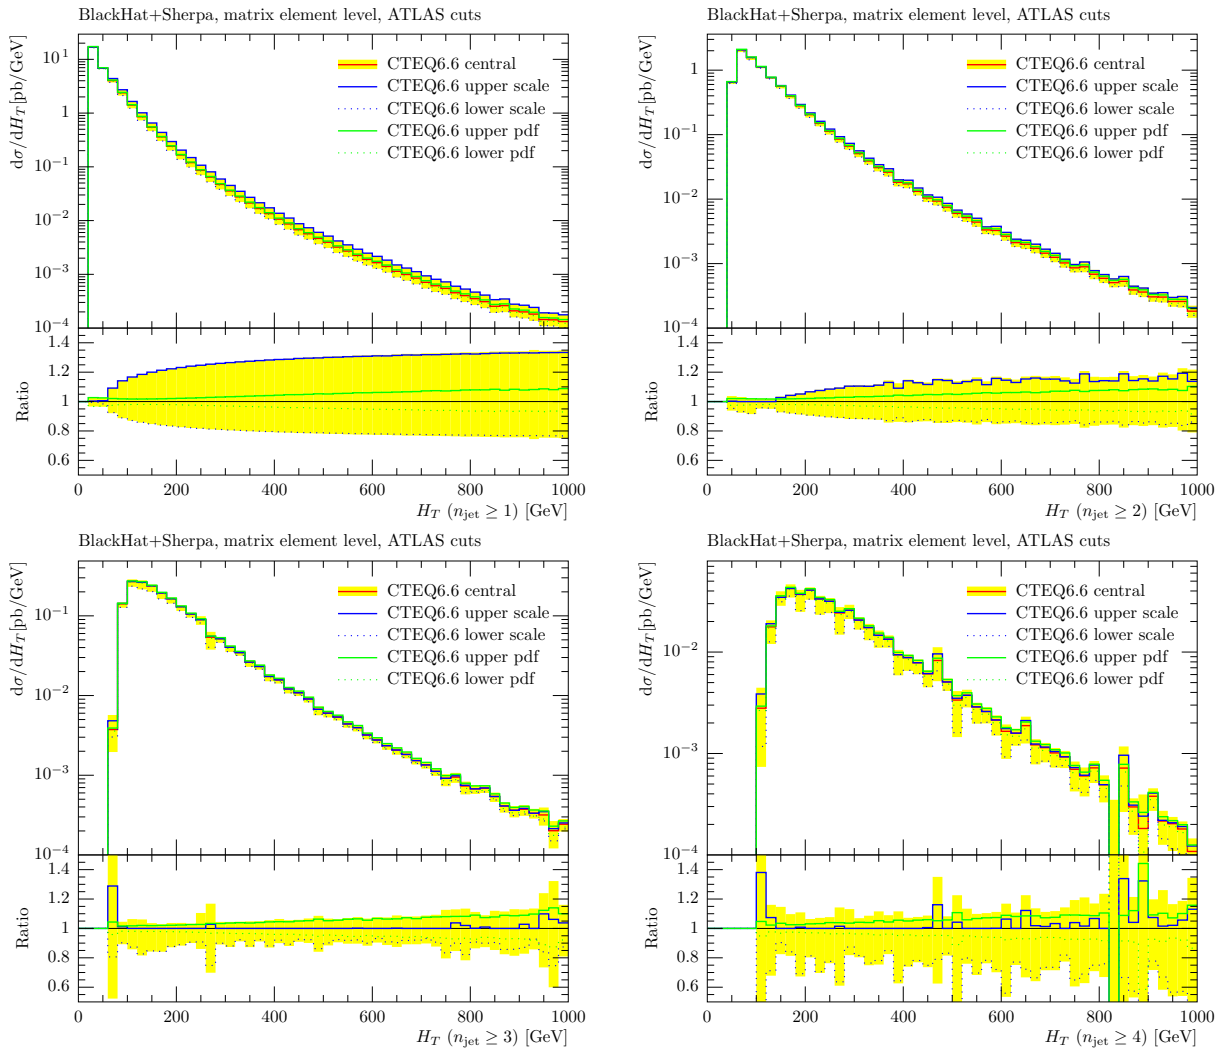 BlackHat+Sherpa, matrix element level, ATLAS cuts
dσ/dH_T [pb/GeV]
10^1
1
10^−1
10^−2
10^−3
10^−4
CTEQ6.6 central
CTEQ6.6 upper scale
CTEQ6.6 lower scale
CTEQ6.6 upper pdf
CTEQ6.6 lower pdf
Ratio
1.4
1.2
1
0.8
0.6
0 200 400 600 800 1000
H_T (n_jet ≥ 1) [GeV]
BlackHat+Sherpa, matrix element level, ATLAS cuts
dσ/dH_T [pb/GeV]
1
10^−1
10^−2
10^−3
10^−4
CTEQ6.6 central
CTEQ6.6 upper scale
CTEQ6.6 lower scale
CTEQ6.6 upper pdf
CTEQ6.6 lower pdf
Ratio
1.4
1.2
1
0.8
0.6
0 200 400 600 800 1000
H_T (n_jet ≥ 2) [GeV]
BlackHat+Sherpa, matrix element level, ATLAS cuts
dσ/dH_T [pb/GeV]
10^−1
10^−2
10^−3
10^−4
CTEQ6.6 central
CTEQ6.6 upper scale
CTEQ6.6 lower scale
CTEQ6.6 upper pdf
CTEQ6.6 lower pdf
Ratio
1.4
1.2
1
0.8
0.6
0 200 400 600 800 1000
H_T (n_jet ≥ 3) [GeV]
BlackHat+Sherpa, matrix element level, ATLAS cuts
dσ/dH_T [pb/GeV]
10^−2
10^−3
10^−4
CTEQ6.6 central
CTEQ6.6 upper scale
CTEQ6.6 lower scale
CTEQ6.6 upper pdf
CTEQ6.6 lower pdf
Ratio
1.4
1.2
1
0.8
0.6
0 200 400 600 800 1000
H_T (n_jet ≥ 4) [GeV]